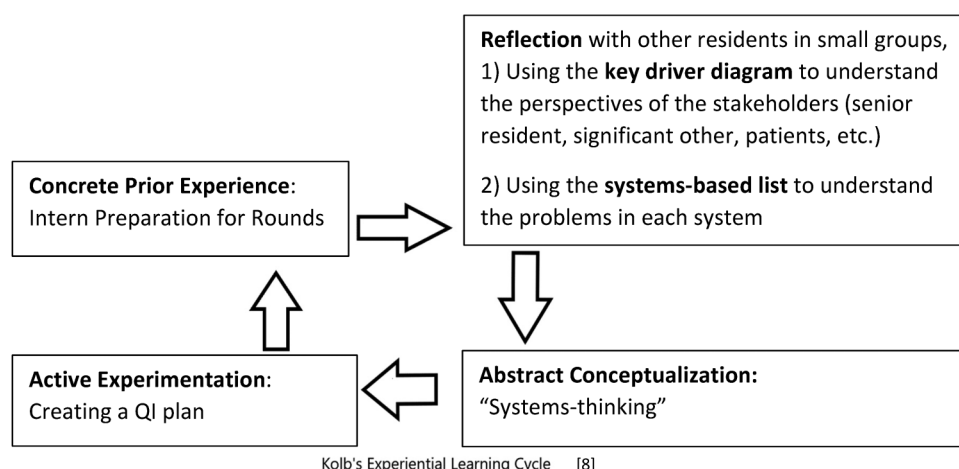 Reflection with other residents in small groups,
1) Using the key driver diagram to understand
the perspectives of the stakeholders (senior
resident, significant other, patients, etc.)
2) Using the systems-based list to understand
the problems in each system
Concrete Prior Experience:
Intern Preparation for Rounds
Active Experimentation:
Creating a QI plan
Abstract Conceptualization:
“Systems-thinking”
Kolb's Experiential Learning Cycle [8]